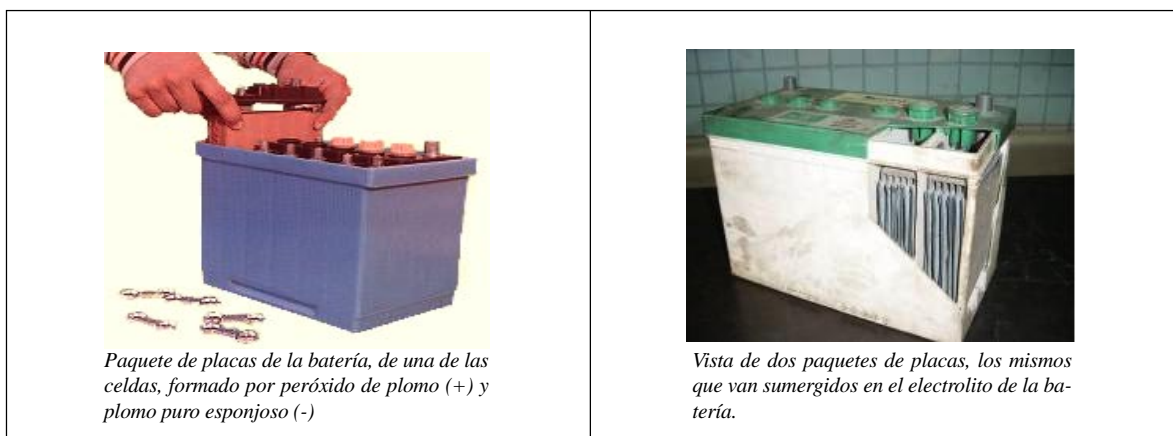 Paquete de placas de la batería, de una de las
celdas, formado por peróxido de plomo (+) y
plomo puro esponjoso (-)
Vista de dos paquetes de placas, los mismos
que van sumergidos en el electrolito de la ba-
tería.